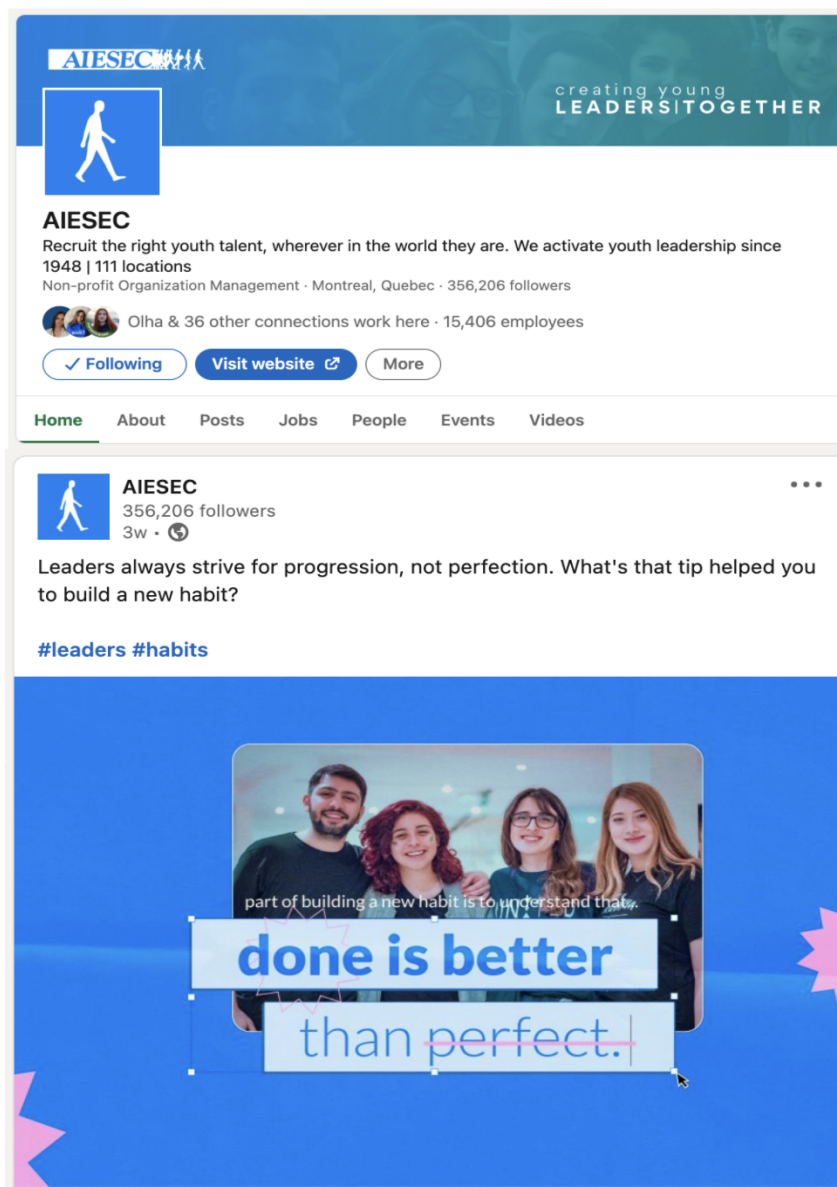 AIESEC
creating young
LEADERS|TOGETHER
AIESEC
Recruit the right youth talent, wherever in the world they are. We activate youth leadership since
1948 | 111 locations
Non-profit Organization Management · Montreal, Quebec · 356,206 followers
Olha & 36 other connections work here · 15,406 employees
✓ Following
Visit website
More
Home About Posts Jobs People Events Videos
AIESEC
356,206 followers
3w •
Leaders always strive for progression, not perfection. What's that tip helped you
to build a new habit?
#leaders #habits
part of building a new habit is to understand that...
done is better
than perfect.